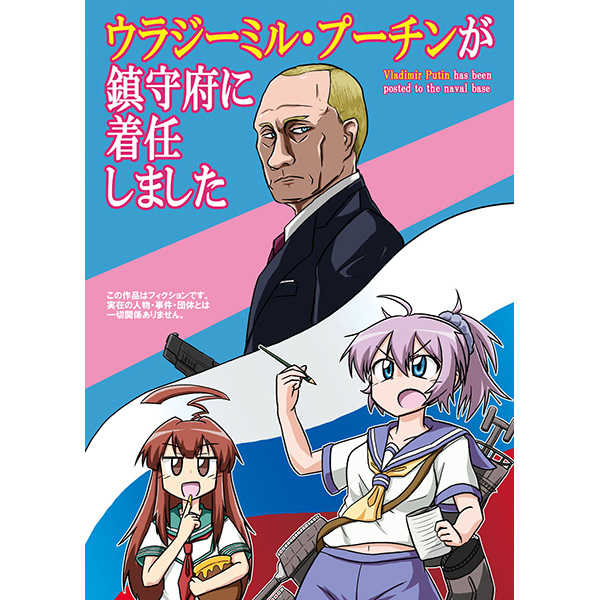 ウラジーミル・プーチンが
鎮守府に
着任
しました
Vladimir Putin has been
posted to the naval base
この作品はフィクションです。
実在の人物・事件・団体とは
一切関係ありません。